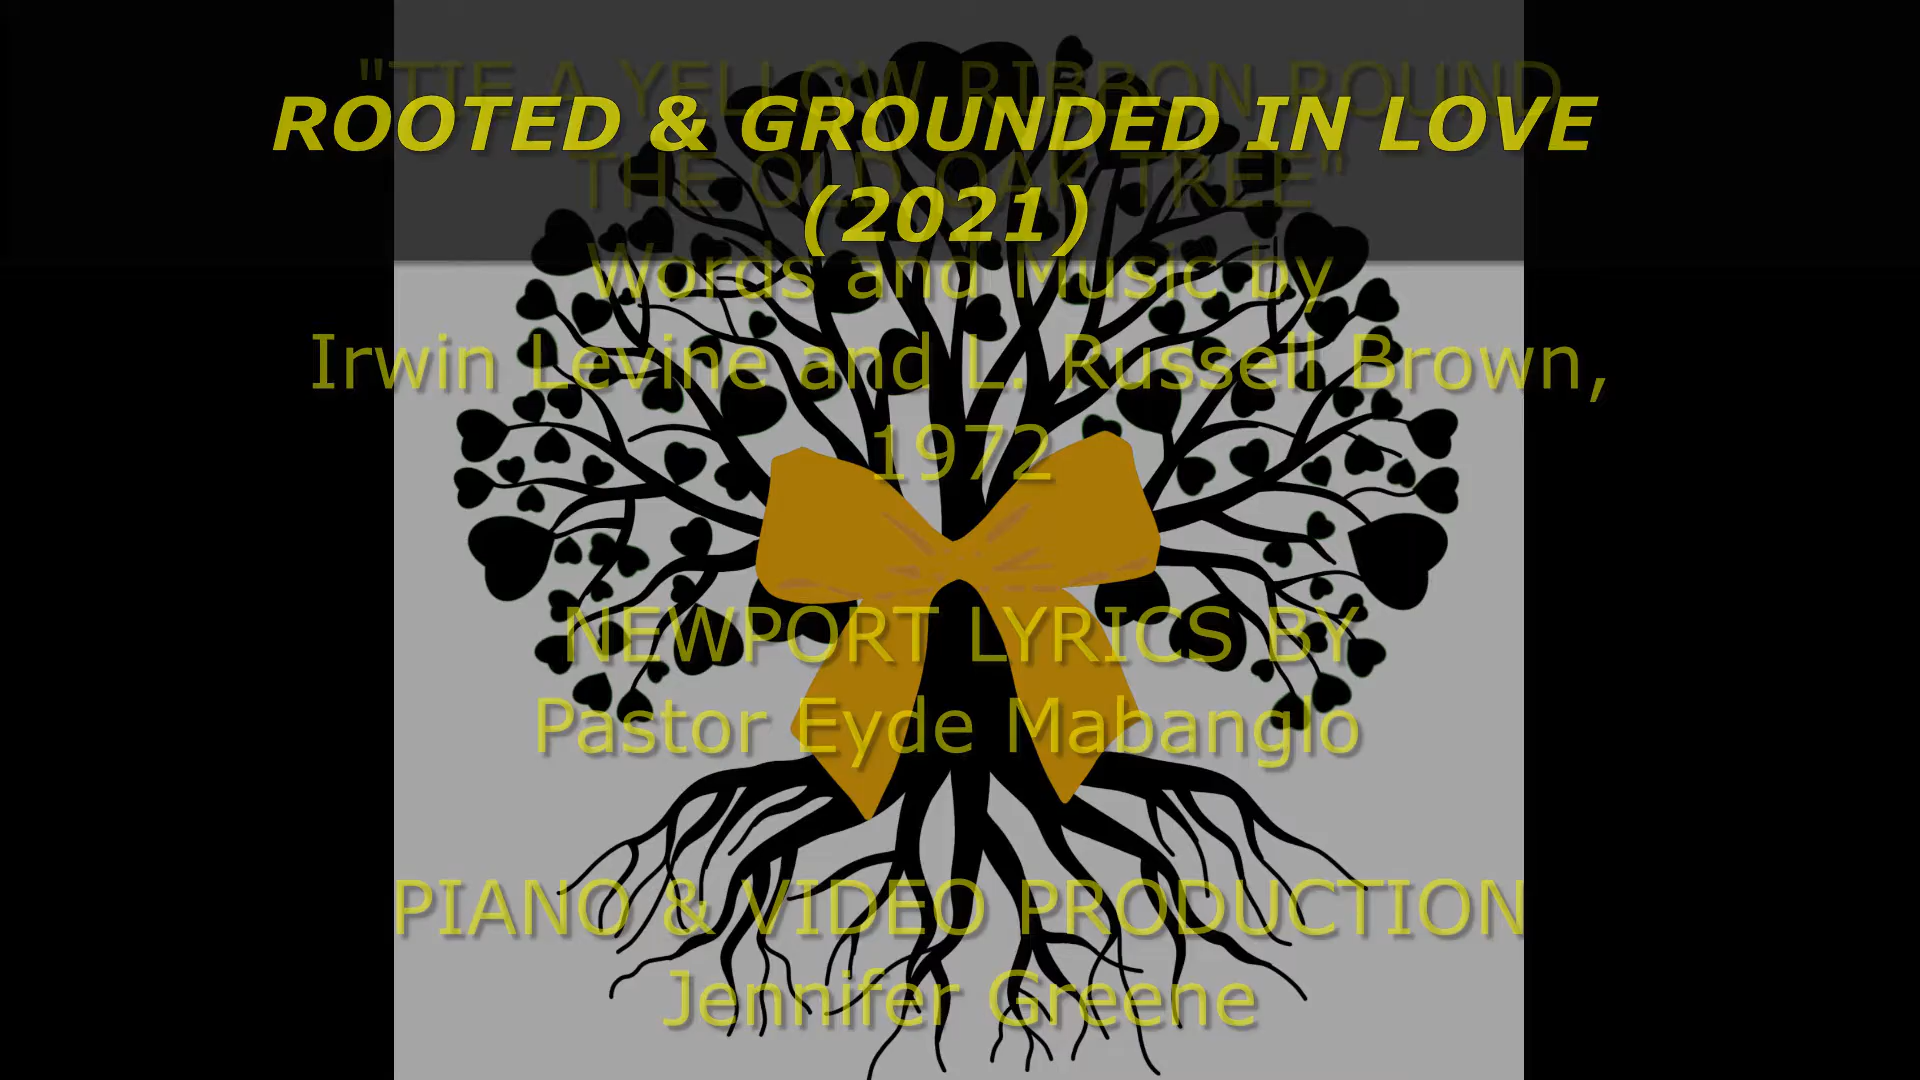 "TIE A YELLOW RIBBON ROUND
ROOTED & GROUNDED IN LOVE
THE OLD OAK TREE"
(2021)
Words and Music by
Irwin Levine and L. Russell Brown,
1972
NEWPORT LYRICS BY
Pastor Eyde Mabanglo
PIANO & VIDEO PRODUCTION
Jennifer Greene